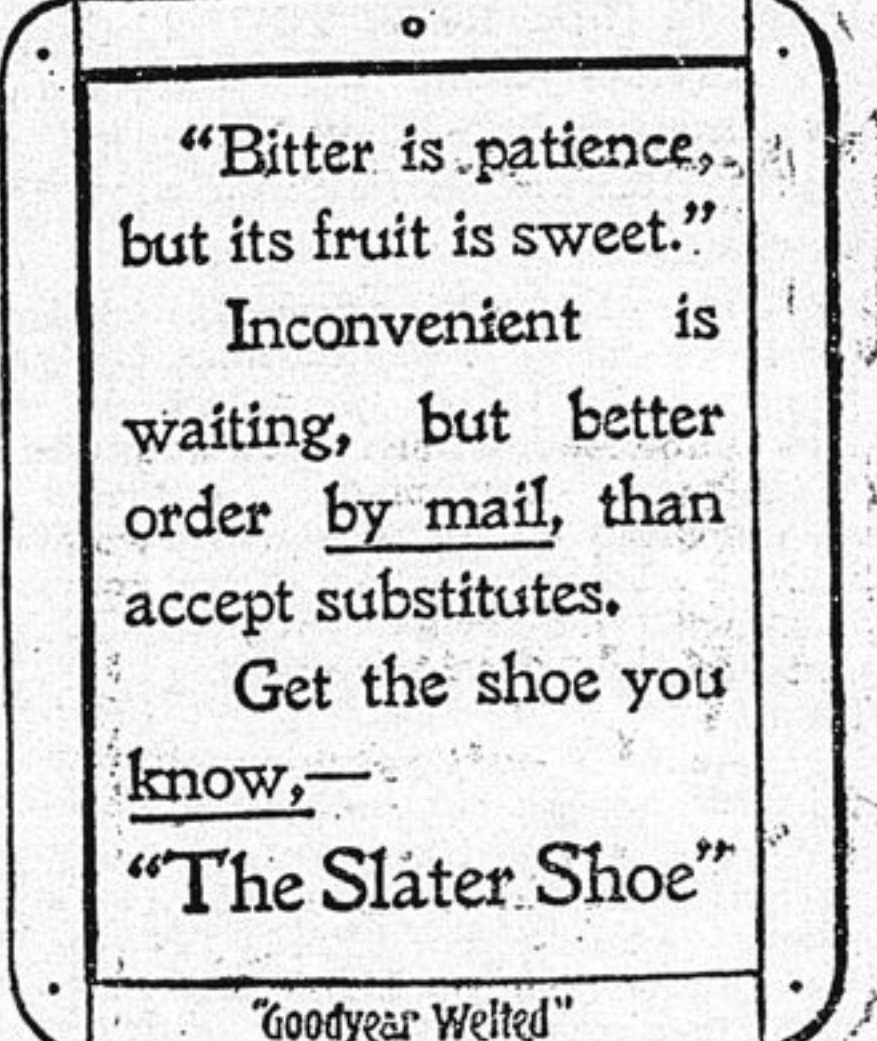 “Bitter is patience,
but its fruit is sweet.”
Inconvenient is
waiting, but better
order by mail, than
accept substitutes.
Get the shoe you
know,—
“The Slater Shoe”
"Goodyear Welted"